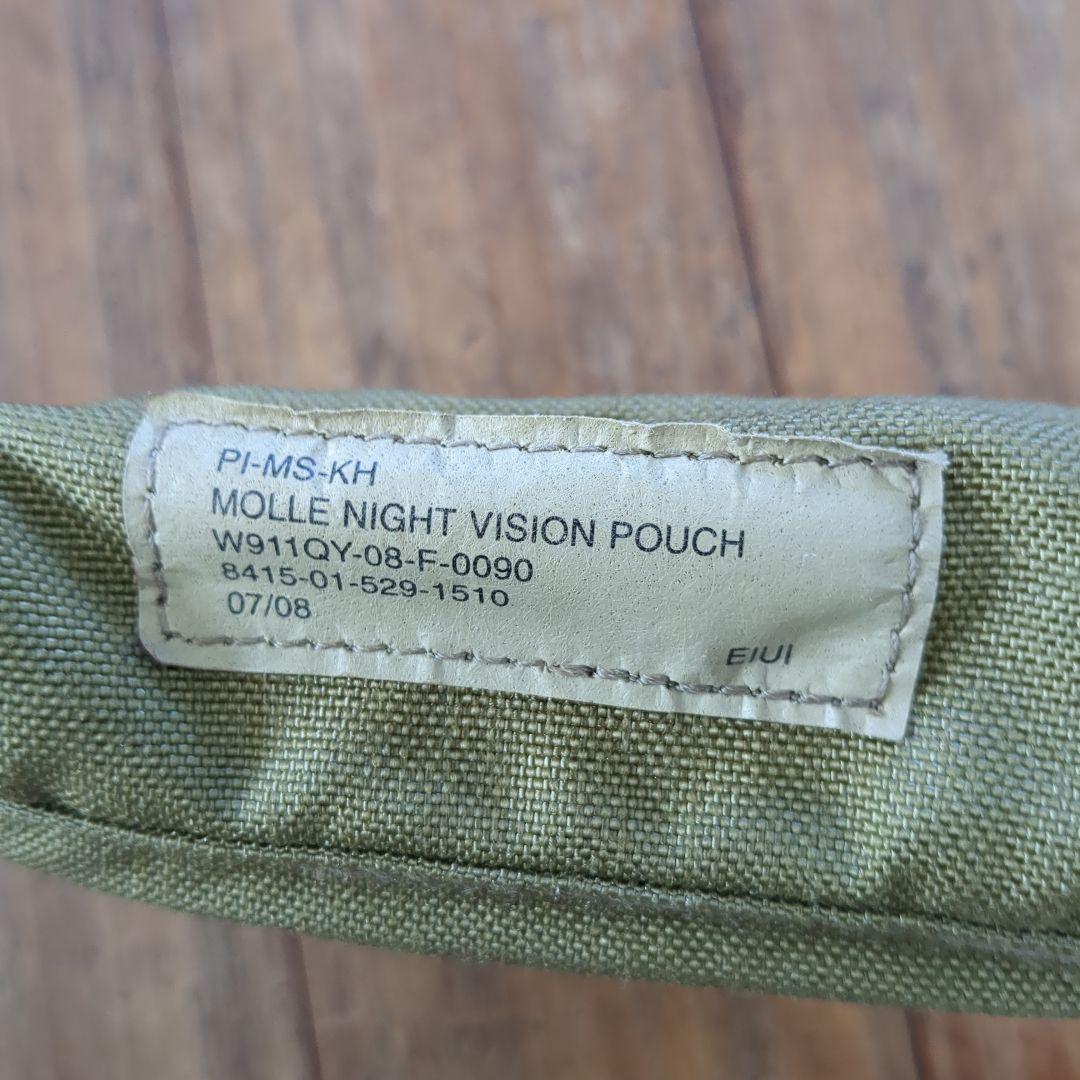 PI-MS-KH
MOLLE NIGHT VISION POUCH
W911QY-08-F-0090
8415-01-529-1510
07/08
EIUI